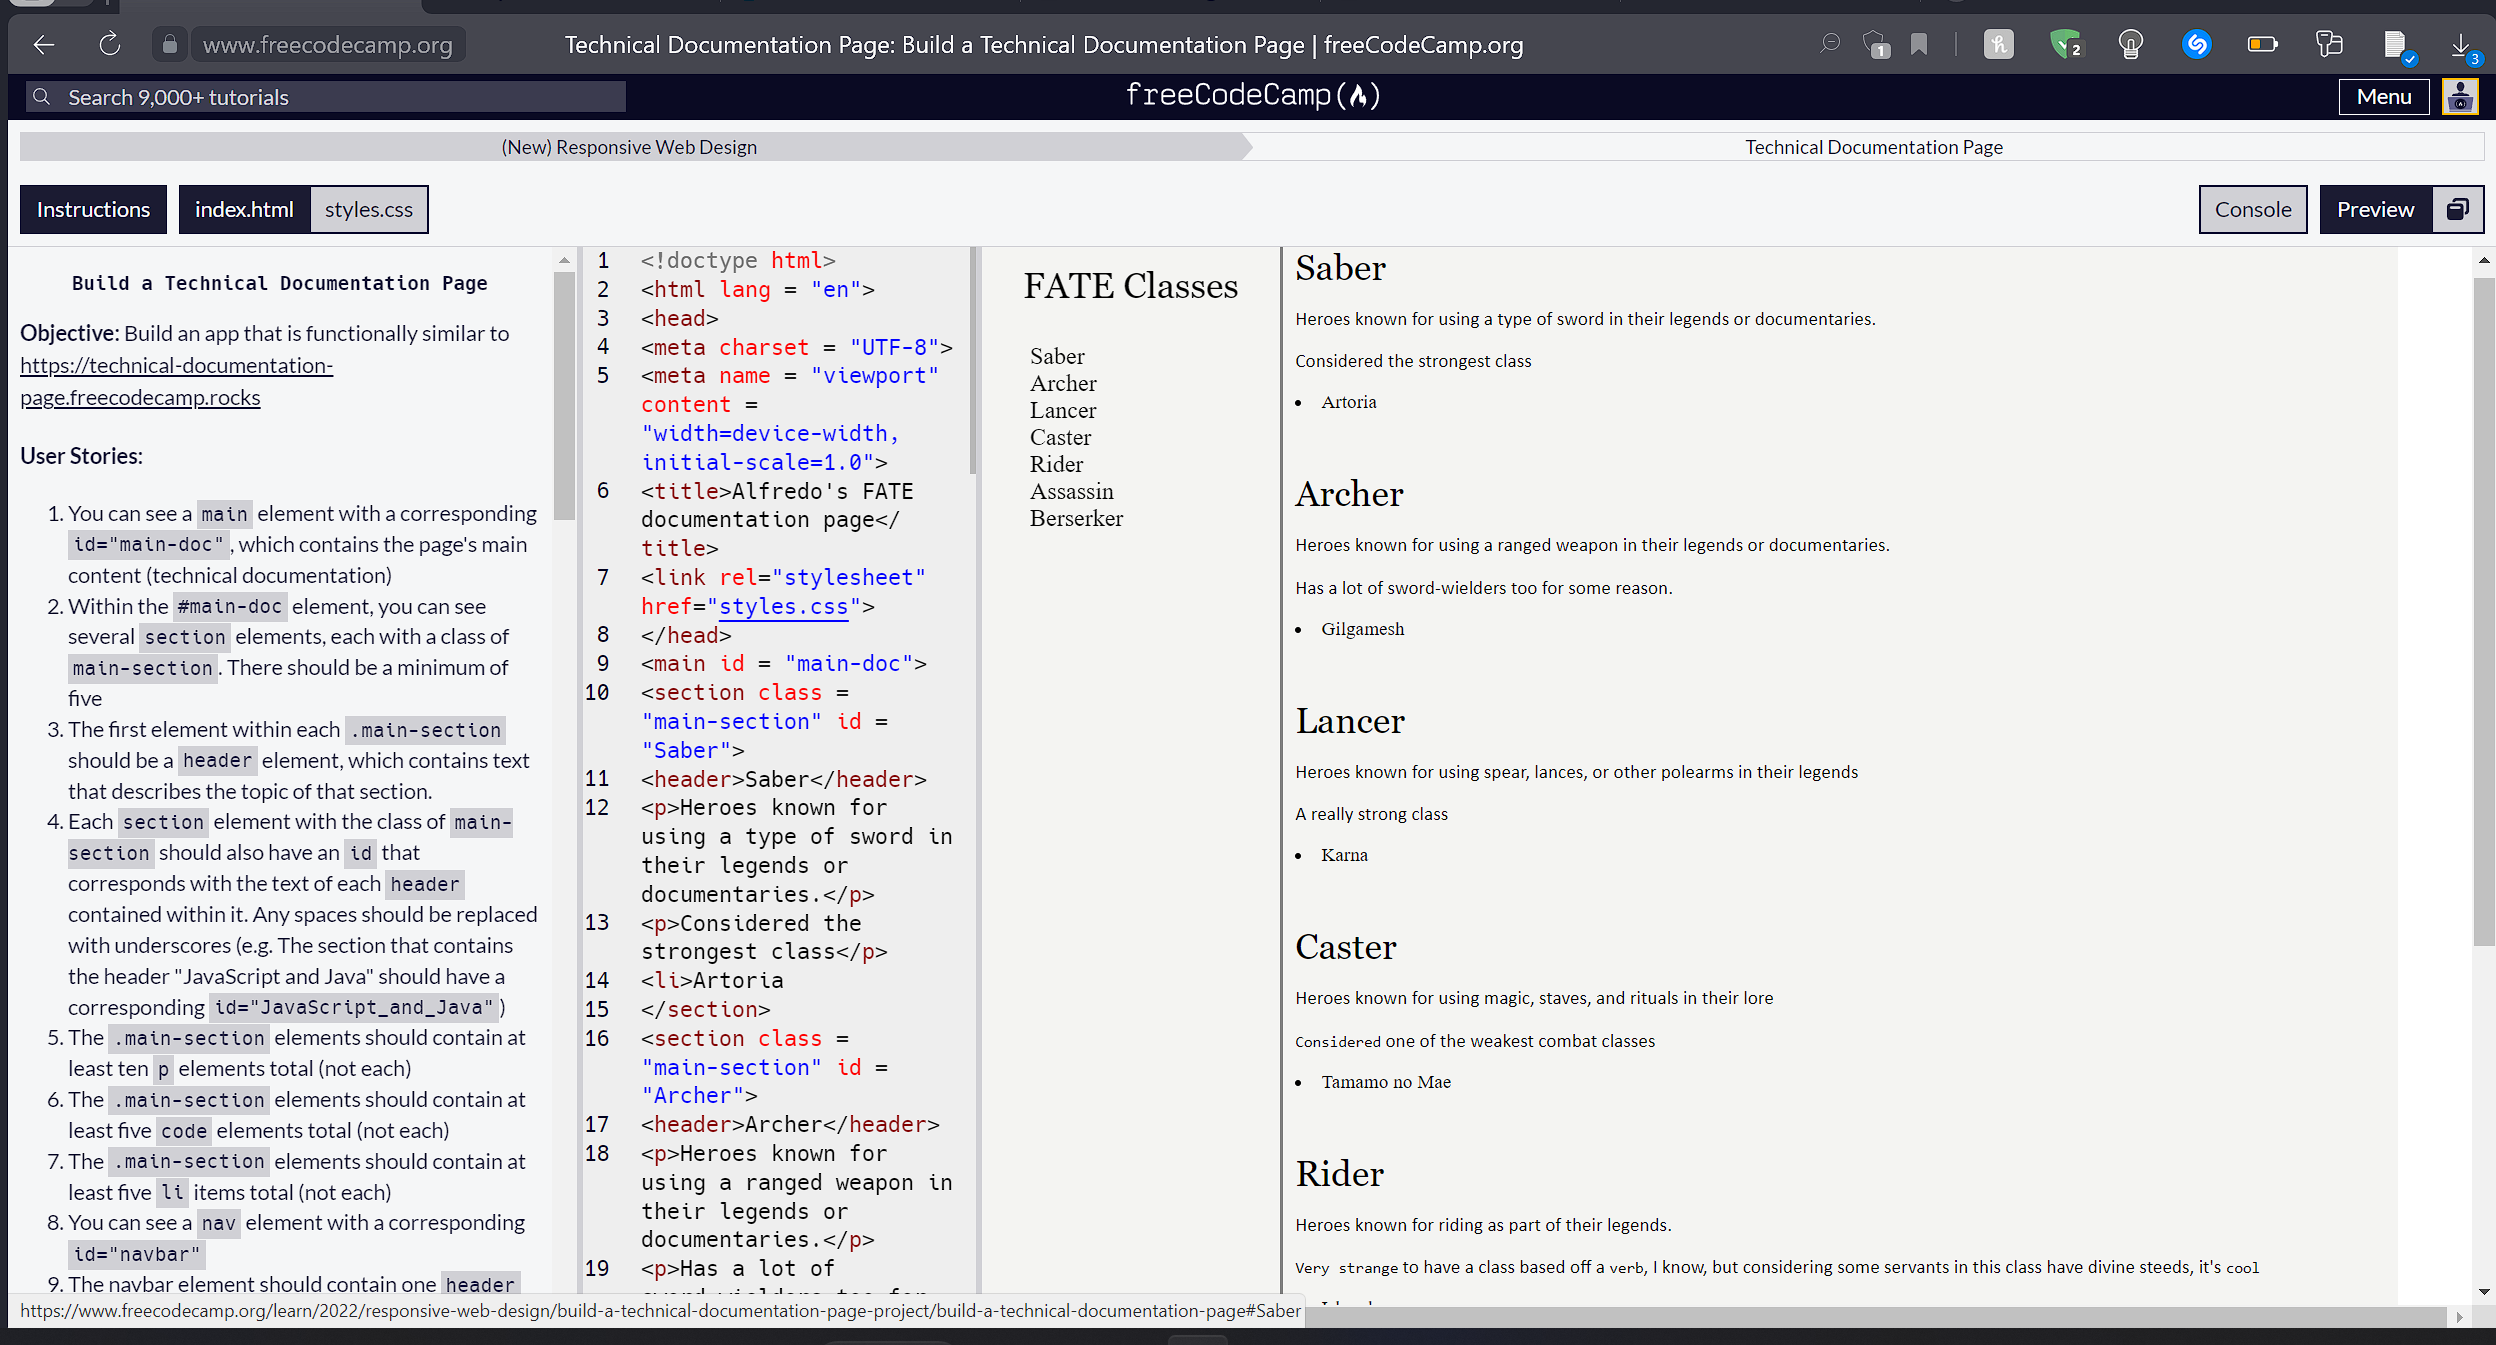 www.freecodecamp.org
Technical Documentation Page: Build a Technical Documentation Page | freeCodeCamp.org
1
2
3
Search 9,000+ tutorials
freeCodeCamp
Menu
(New) Responsive Web Design
Technical Documentation Page
Instructions
index.html
styles.css
Console
Preview
Build a Technical Documentation Page
Objective: Build an app that is functionally similar to
https://technical-documentation-
page.freecodecamp.rocks
User Stories:
1. You can see a main element with a corresponding
id="main-doc", which contains the page's main
content (technical documentation)
2. Within the #main-doc element, you can see
several section elements, each with a class of
main-section. There should be a minimum of
five
3. The first element within each .main-section
should be a header element, which contains text
that describes the topic of that section.
4. Each section element with the class of main-
section should also have an id that
corresponds with the text of each header
contained within it. Any spaces should be replaced
with underscores (e.g. The section that contains
the header "JavaScript and Java" should have a
corresponding id="JavaScript_and_Java")
5. The .main-section elements should contain at
least ten p elements total (not each)
6. The .main-section elements should contain at
least five code elements total (not each)
7. The .main-section elements should contain at
least five li items total (not each)
8. You can see a nav element with a corresponding
id="navbar"
9. The navbar element should contain one header
https://www.freecodecamp.org/learn/2022/responsive-web-design/build-a-technical-documentation-page-project/build-a-technical-documentation-page#Saber
1 <!doctype html>
2 <html lang = "en">
3 <head>
4 <meta charset = "UTF-8">
5 <meta name = "viewport"
content =
"width=device-width,
initial-scale=1.0">
6 <title>Alfredo's FATE
documentation page</
title>
7 <link rel="stylesheet"
href="styles.css">
8 </head>
9 <main id = "main-doc">
10 <section class =
"main-section" id =
"Saber">
11 <header>Saber</header>
12 <p>Heroes known for
using a type of sword in
their legends or
documentaries.</p>
13 <p>Considered the
strongest class</p>
14 <li>Artoria
15 </section>
16 <section class =
"main-section" id =
"Archer">
17 <header>Archer</header>
18 <p>Heroes known for
using a ranged weapon in
their legends or
documentaries.</p>
19 <p>Has a lot of
FATE Classes
Saber
Archer
Lancer
Caster
Rider
Assassin
Berserker
Saber
Heroes known for using a type of sword in their legends or documentaries.
Considered the strongest class
• Artoria
Archer
Heroes known for using a ranged weapon in their legends or documentaries.
Has a lot of sword-wielders too for some reason.
• Gilgamesh
Lancer
Heroes known for using spear, lances, or other polearms in their legends
A really strong class
• Karna
Caster
Heroes known for using magic, staves, and rituals in their lore
Considered one of the weakest combat classes
• Tamamo no Mae
Rider
Heroes known for riding as part of their legends.
Very strange to have a class based off a verb, I know, but considering some servants in this class have divine steeds, it's cool